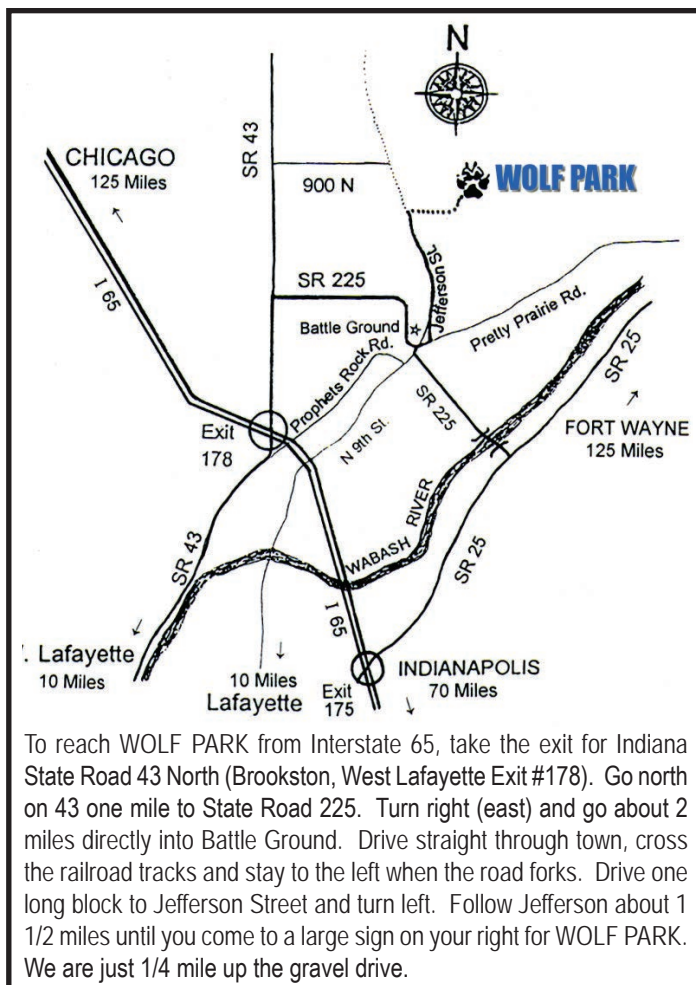 N
CHICAGO
125 Miles
SR 43
900 N
WOLF PARK
I 65
SR 225
Jefferson St.
Battle Ground
Pretty Prairie Rd.
Prophets Rock Rd.
SR 225
SR 25
Exit
178
N 9th St.
FORT WAYNE
125 Miles
WABASH RIVER
SR 43
SR 25
I 65
. Lafayette
10 Miles
10 Miles
Lafayette
Exit
175
INDIANAPOLIS
70 Miles
To reach WOLF PARK from Interstate 65, take the exit for Indiana
State Road 43 North (Brookston, West Lafayette Exit #178). Go north
on 43 one mile to State Road 225. Turn right (east) and go about 2
miles directly into Battle Ground. Drive straight through town, cross
the railroad tracks and stay to the left when the road forks. Drive one
long block to Jefferson Street and turn left. Follow Jefferson about 1
1/2 miles until you come to a large sign on your right for WOLF PARK.
We are just 1/4 mile up the gravel drive.